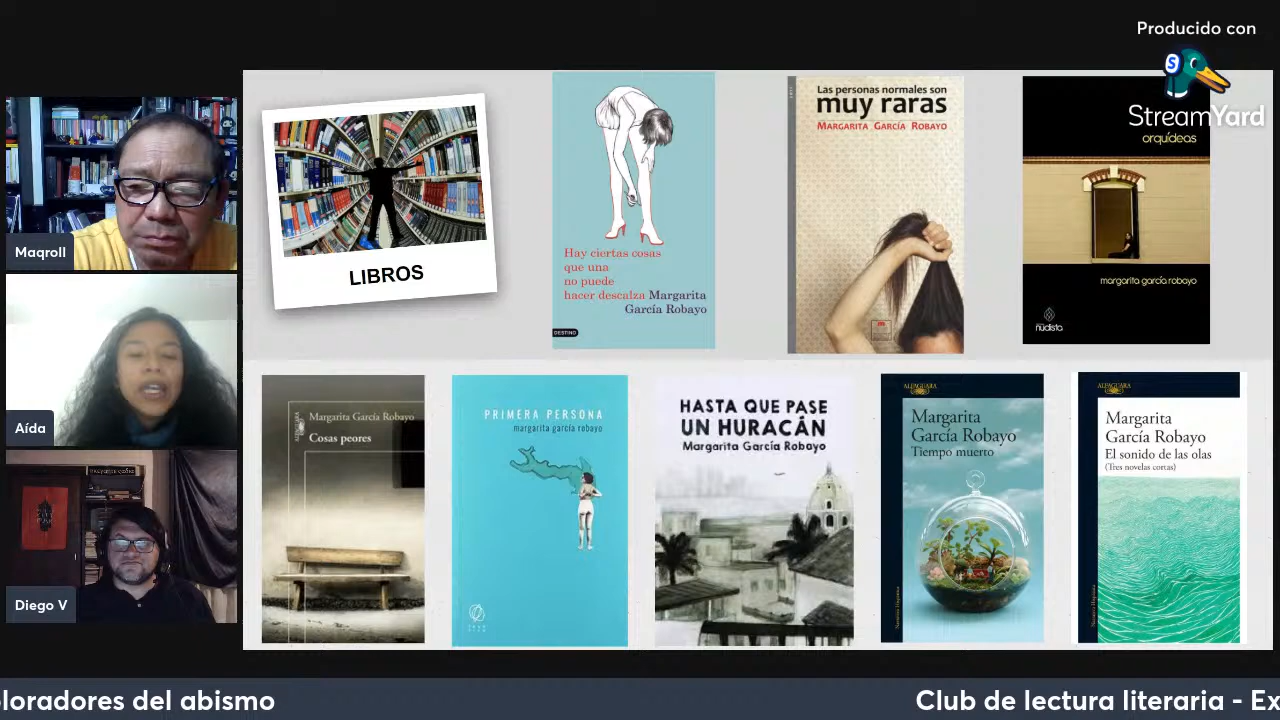 Producido con
StreamYard
Maqroll
Aída
Diego V
LIBROS
Hay ciertas cosas
que una
no puede
hacer descalza Margarita
García Robayo
DESTINO
Las personas normales son
muy raras
MARGARITA GARCÍA ROBAYO
orquídeas
margarita garcía robayo
nudista
Margarita García Robayo
Cosas peores
ALFAGUARA
PRIMERA PERSONA
margarita garcía robayo
HASTA QUE PASE
UN HURACÁN
Margarita García Robayo
ALFAGUARA
Margarita
García Robayo
Tiempo muerto
ALFAGUARA
Margarita
García Robayo
El sonido de las olas
(Tres novelas cortas)
loradores del abismo
Club de lectura literaria - Ex